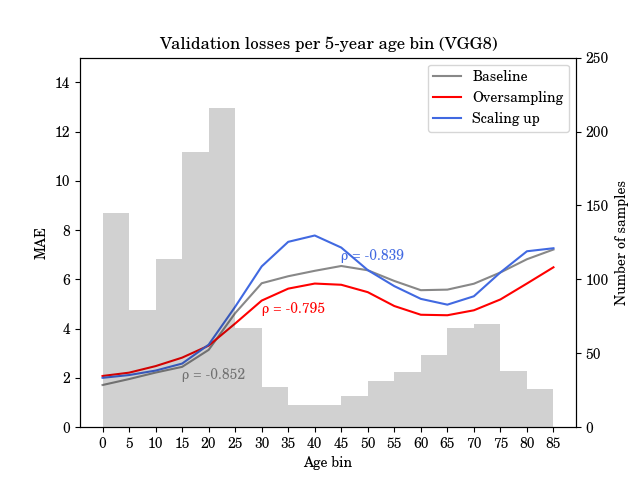 Validation losses per 5-year age bin (VGG8)
Baseline
Oversampling
Scaling up
MAE
14
12
10
8
6
4
2
0
250
200
150
100
50
0
Number of samples
ρ = -0.839
ρ = -0.795
ρ = -0.852
0 5 10 15 20 25 30 35 40 45 50 55 60 65 70 75 80 85
Age bin